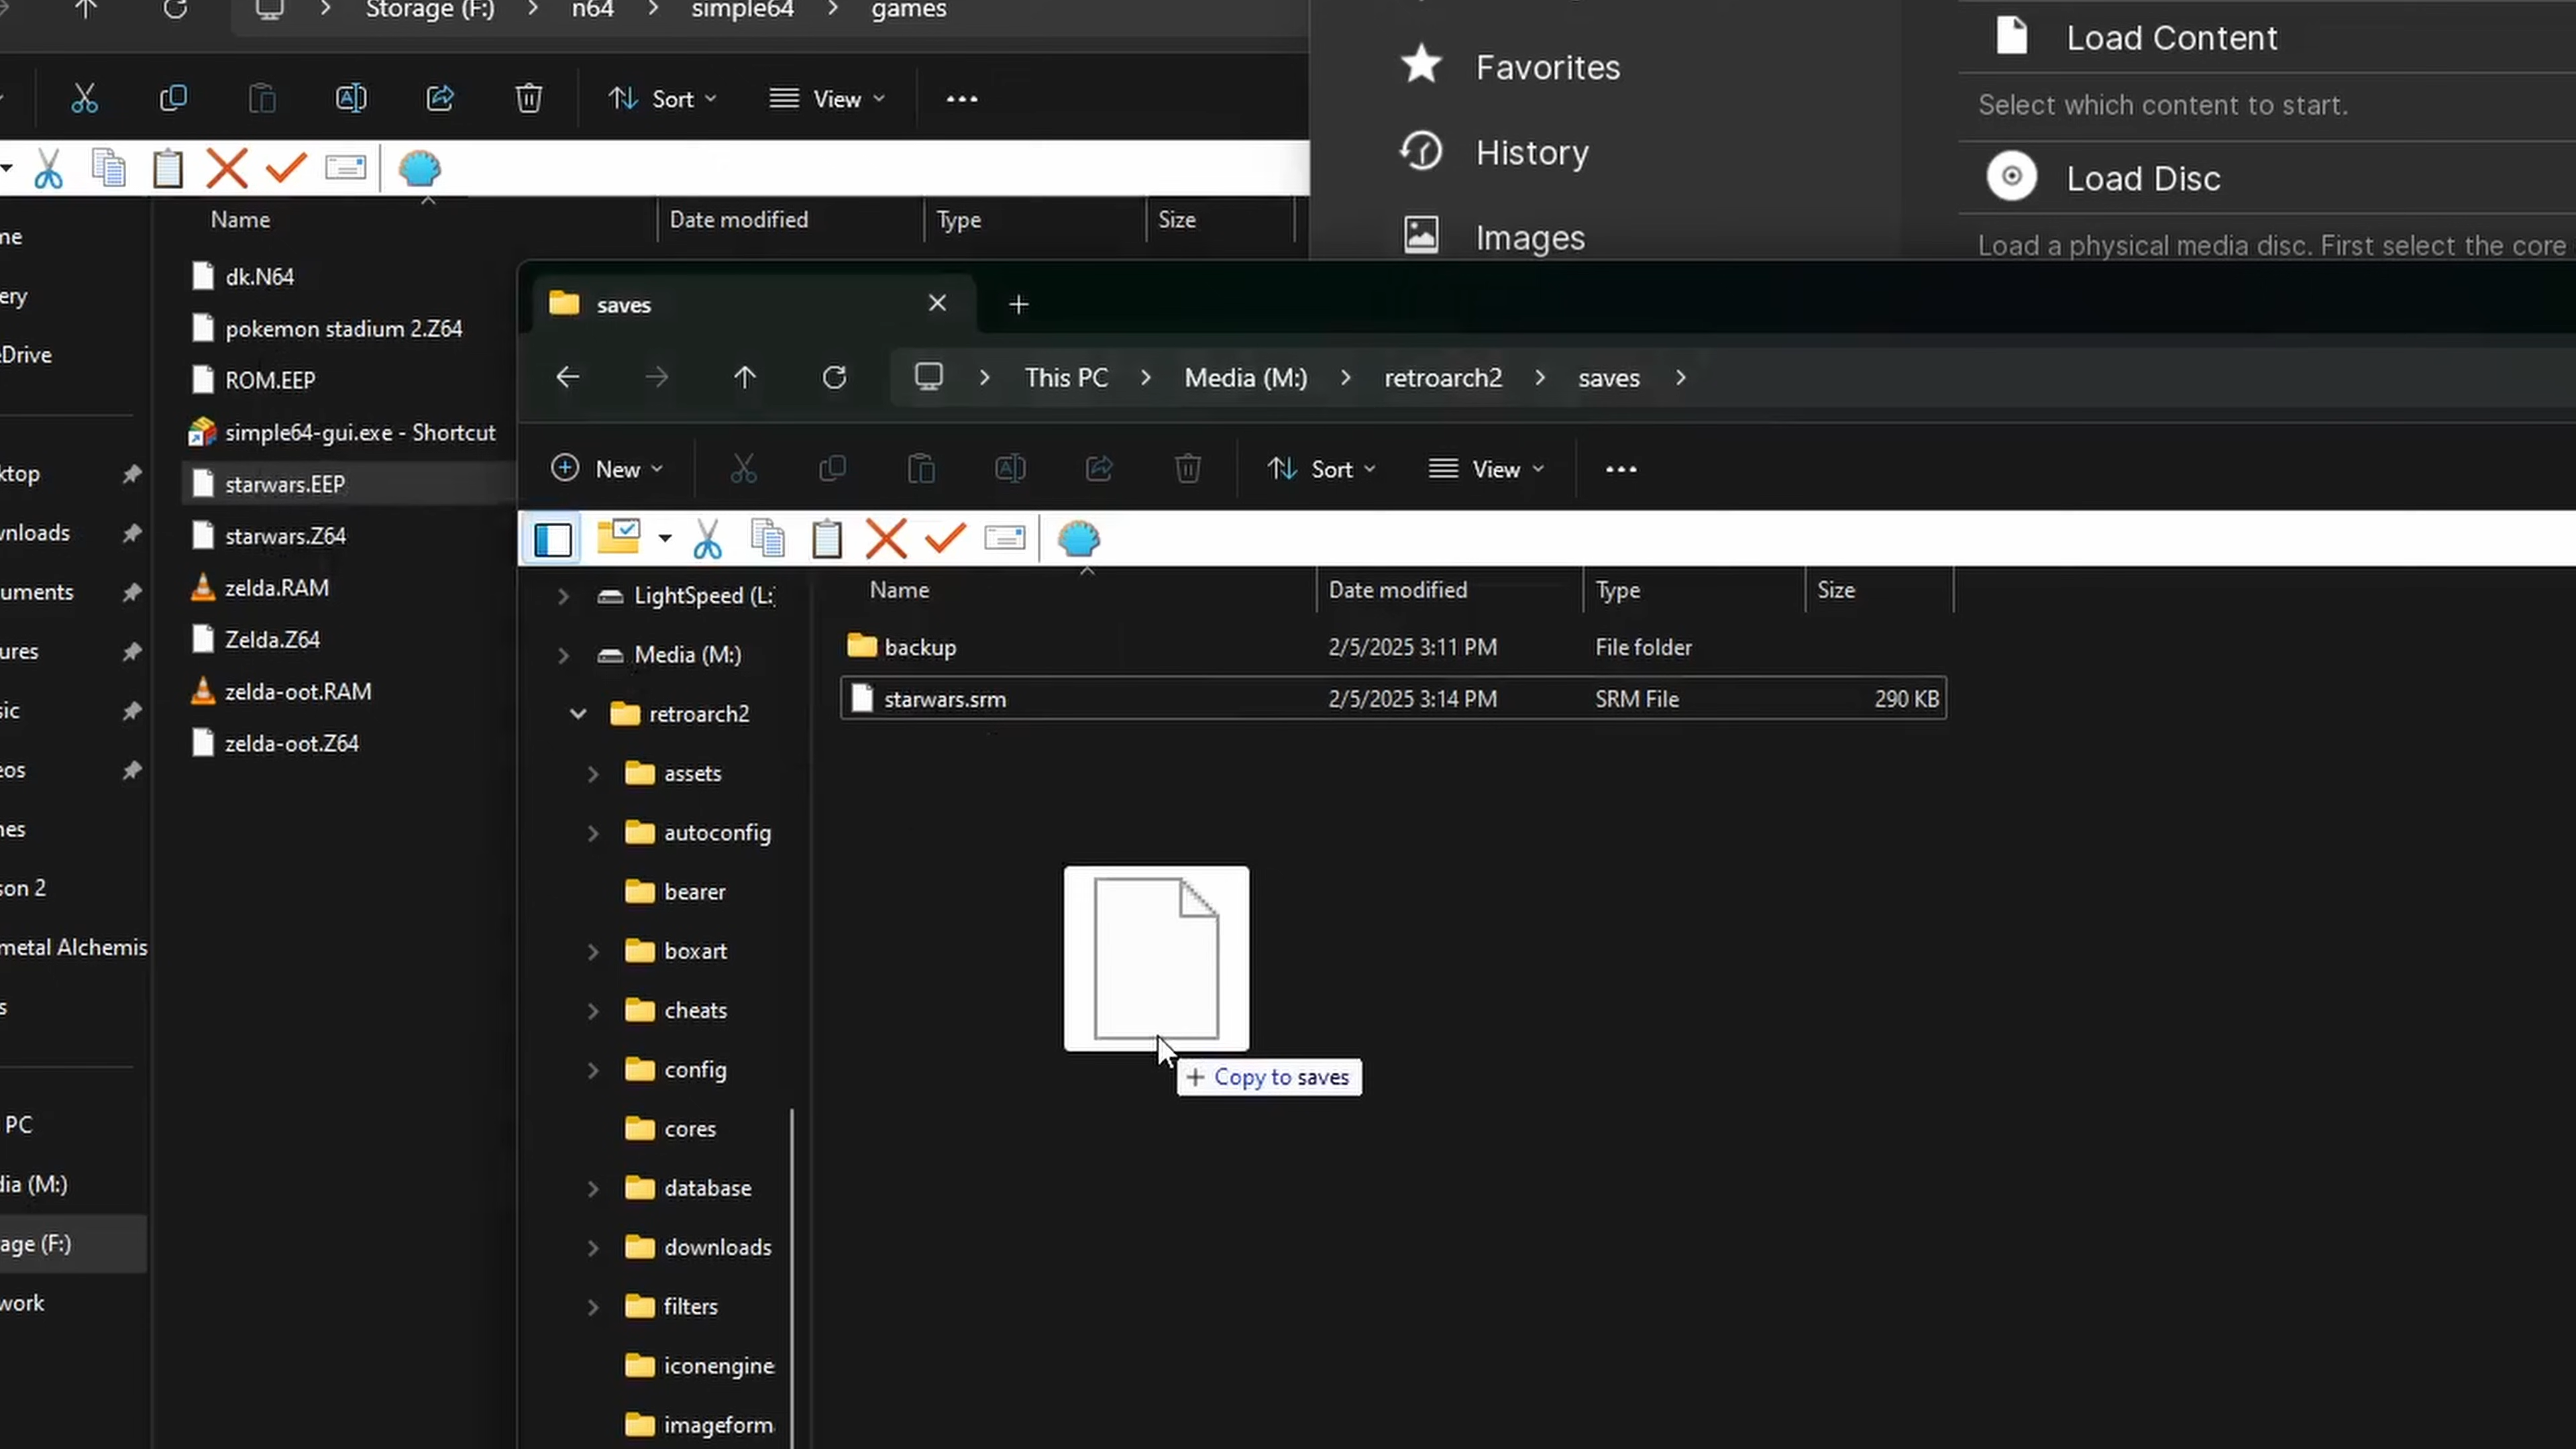 Storage (F:) n64 simple64 games
Sort View
Name Date modified Type Size
dk.N64
pokemon stadium 2.Z64
ROM.EEP
simple64-gui.exe - Shortcut
starwars.EEP
starwars.Z64
zelda.RAM
Zelda.Z64
zelda-oot.RAM
zelda-oot.Z64
me
ery
eDrive
ktop
wnloads
uments
ures
sic
eos
nes
son 2
metal Alchemis
s
PC
dia (M:)
age (F:)
work
Favorites
History
Images
Load Content
Select which content to start.
Load Disc
Load a physical media disc. First select the core
saves
This PC Media (M:) retroarch2 saves
New Sort View
LightSpeed (L:
Media (M:)
retroarch2
assets
autoconfig
bearer
boxart
cheats
config
cores
database
downloads
filters
iconengine
imageform
Name Date modified Type Size
backup 2/5/2025 3:11 PM File folder
starwars.srm 2/5/2025 3:14 PM SRM File 290 KB
+ Copy to saves